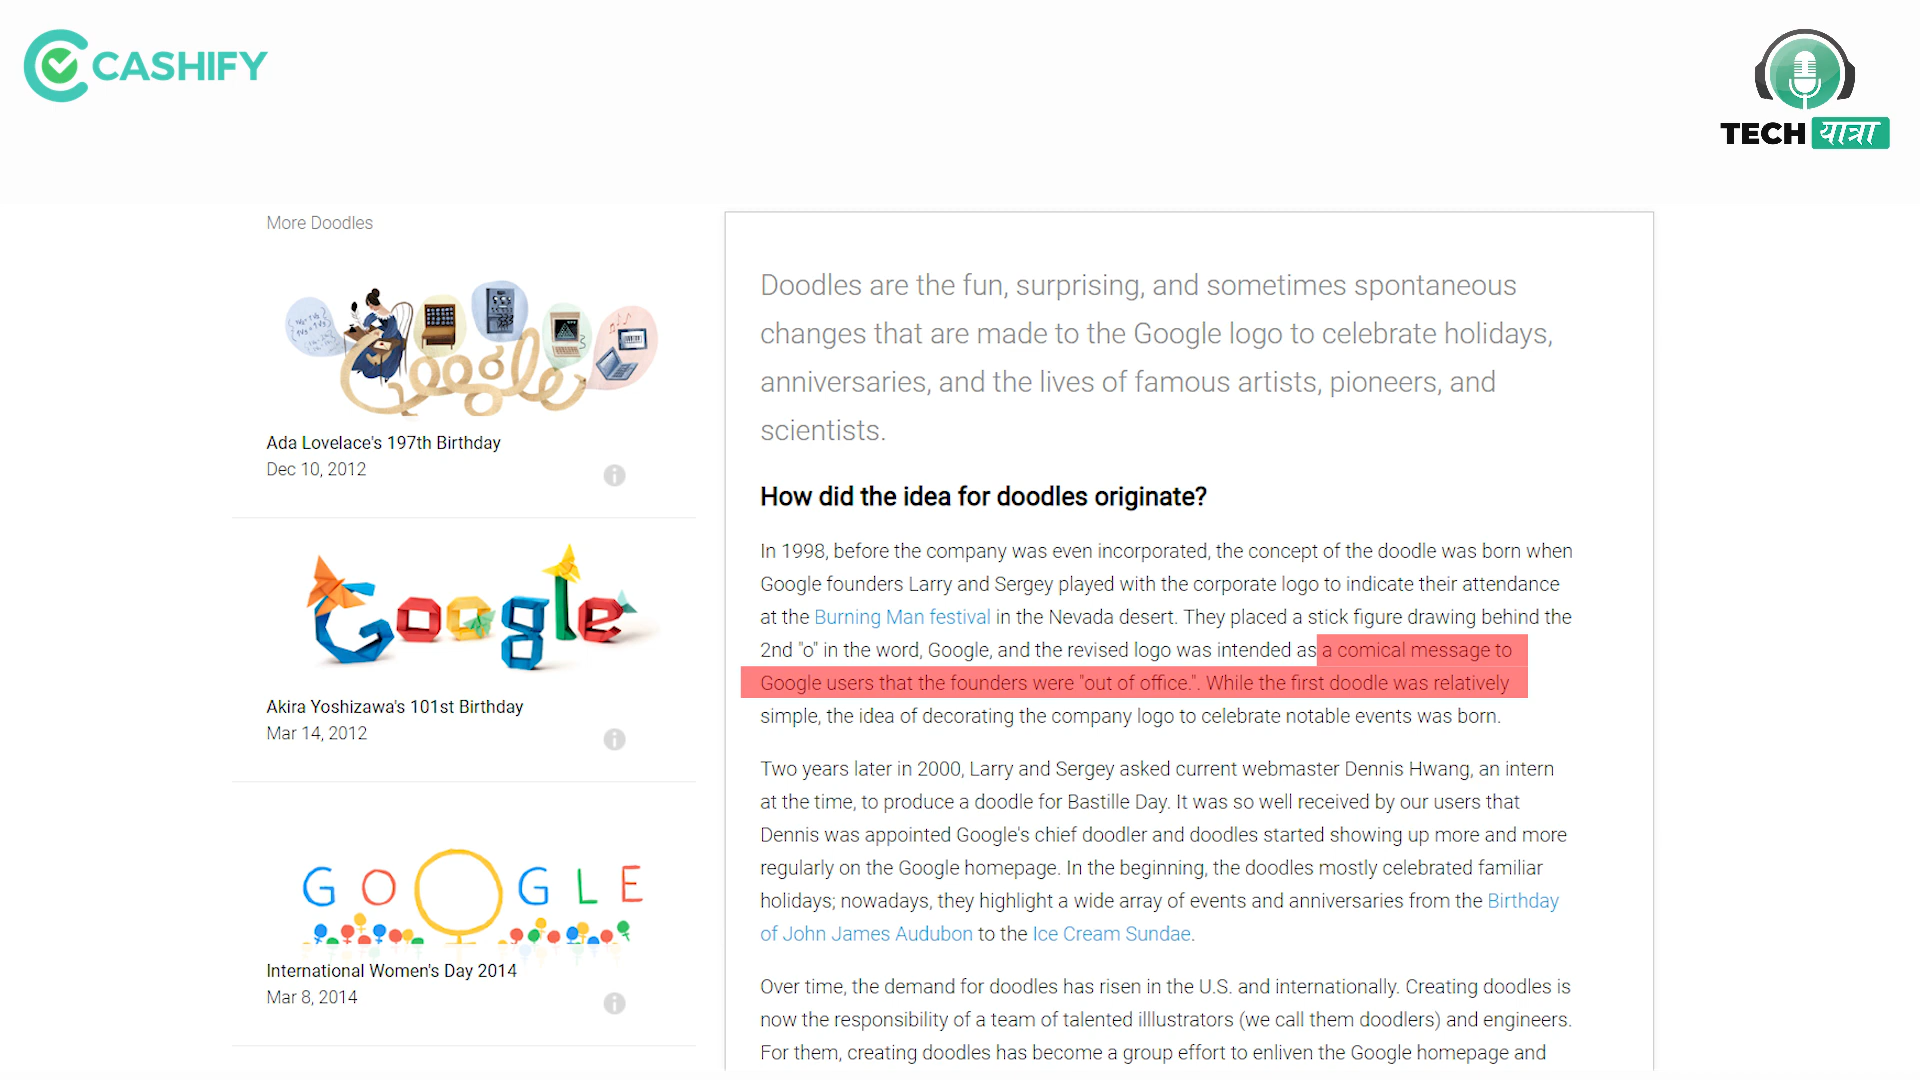 CASHIFY
TECH यात्रा
More Doodles
Google
Ada Lovelace's 197th Birthday
Dec 10, 2012
Google
Akira Yoshizawa's 101st Birthday
Mar 14, 2012
GOOGLE
International Women's Day 2014
Mar 8, 2014
Doodles are the fun, surprising, and sometimes spontaneous
changes that are made to the Google logo to celebrate holidays,
anniversaries, and the lives of famous artists, pioneers, and
scientists.
How did the idea for doodles originate?
In 1998, before the company was even incorporated, the concept of the doodle was born when
Google founders Larry and Sergey played with the corporate logo to indicate their attendance
at the Burning Man festival in the Nevada desert. They placed a stick figure drawing behind the
2nd "o" in the word, Google, and the revised logo was intended as a comical message to
Google users that the founders were "out of office.". While the first doodle was relatively
simple, the idea of decorating the company logo to celebrate notable events was born.
Two years later in 2000, Larry and Sergey asked current webmaster Dennis Hwang, an intern
at the time, to produce a doodle for Bastille Day. It was so well received by our users that
Dennis was appointed Google's chief doodler and doodles started showing up more and more
regularly on the Google homepage. In the beginning, the doodles mostly celebrated familiar
holidays; nowadays, they highlight a wide array of events and anniversaries from the Birthday
of John James Audubon to the Ice Cream Sundae.
Over time, the demand for doodles has risen in the U.S. and internationally. Creating doodles is
now the responsibility of a team of talented illlustrators (we call them doodlers) and engineers.
For them, creating doodles has become a group effort to enliven the Google homepage and